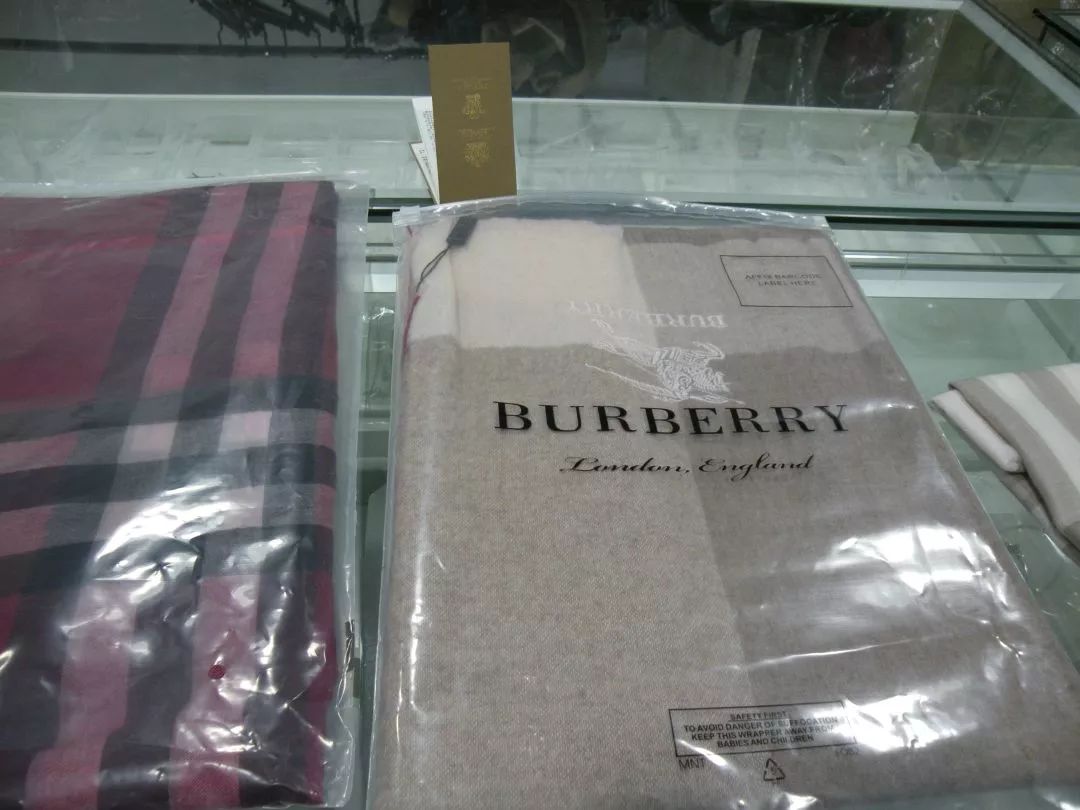 AFFIX BARCODE
LABEL HERE
BURBERRY
BURBERRY
London, England
SAFETY FIRST
TO AVOID DANGER OF SUFFOCATION
KEEP THIS WRAPPER AWAY FROM
BABIES AND CHILDREN
MNT